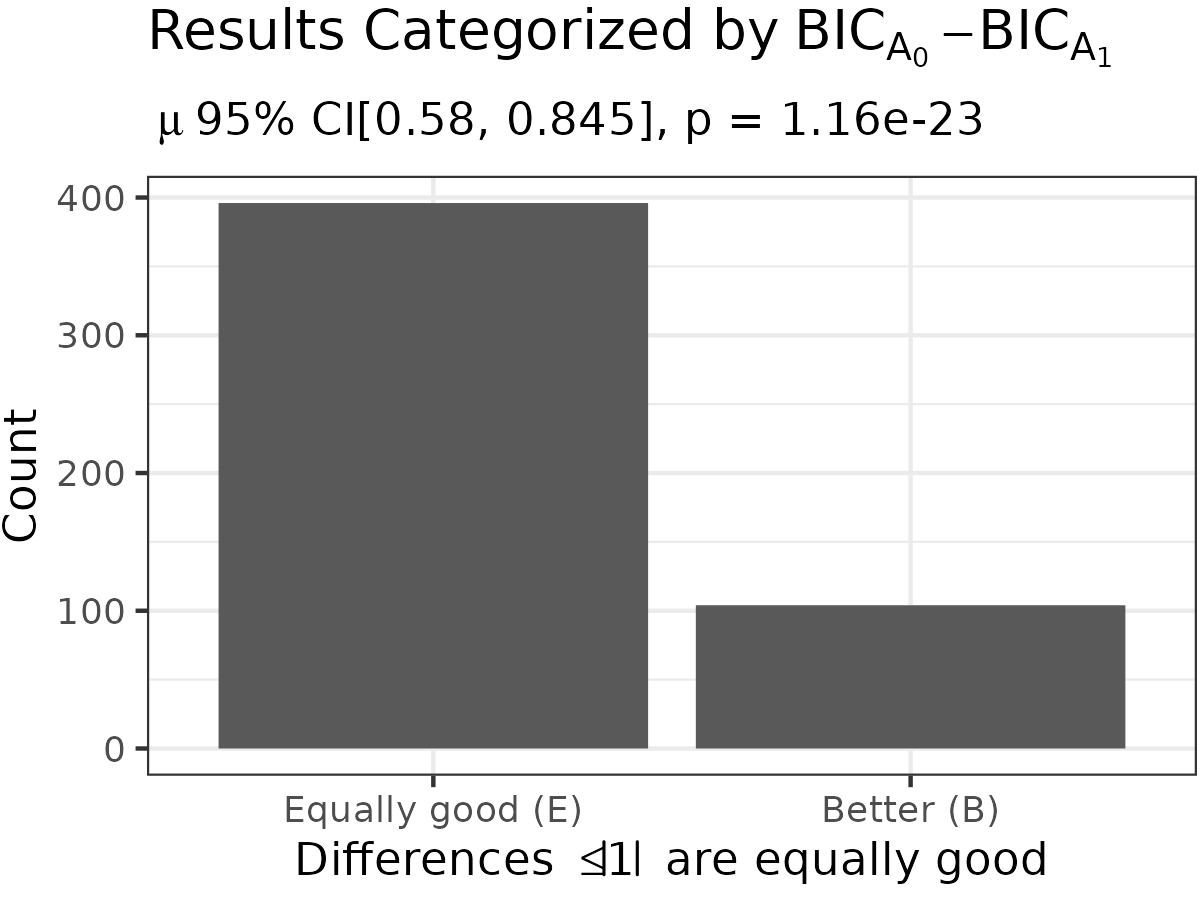 Results Categorized by BIC_A₀ −BIC_A₁
μ 95% CI[0.58, 0.845], p = 1.16e-23
400
300
200
100
0
Count
Equally good (E)
Better (B)
Differences ≤|1| are equally good